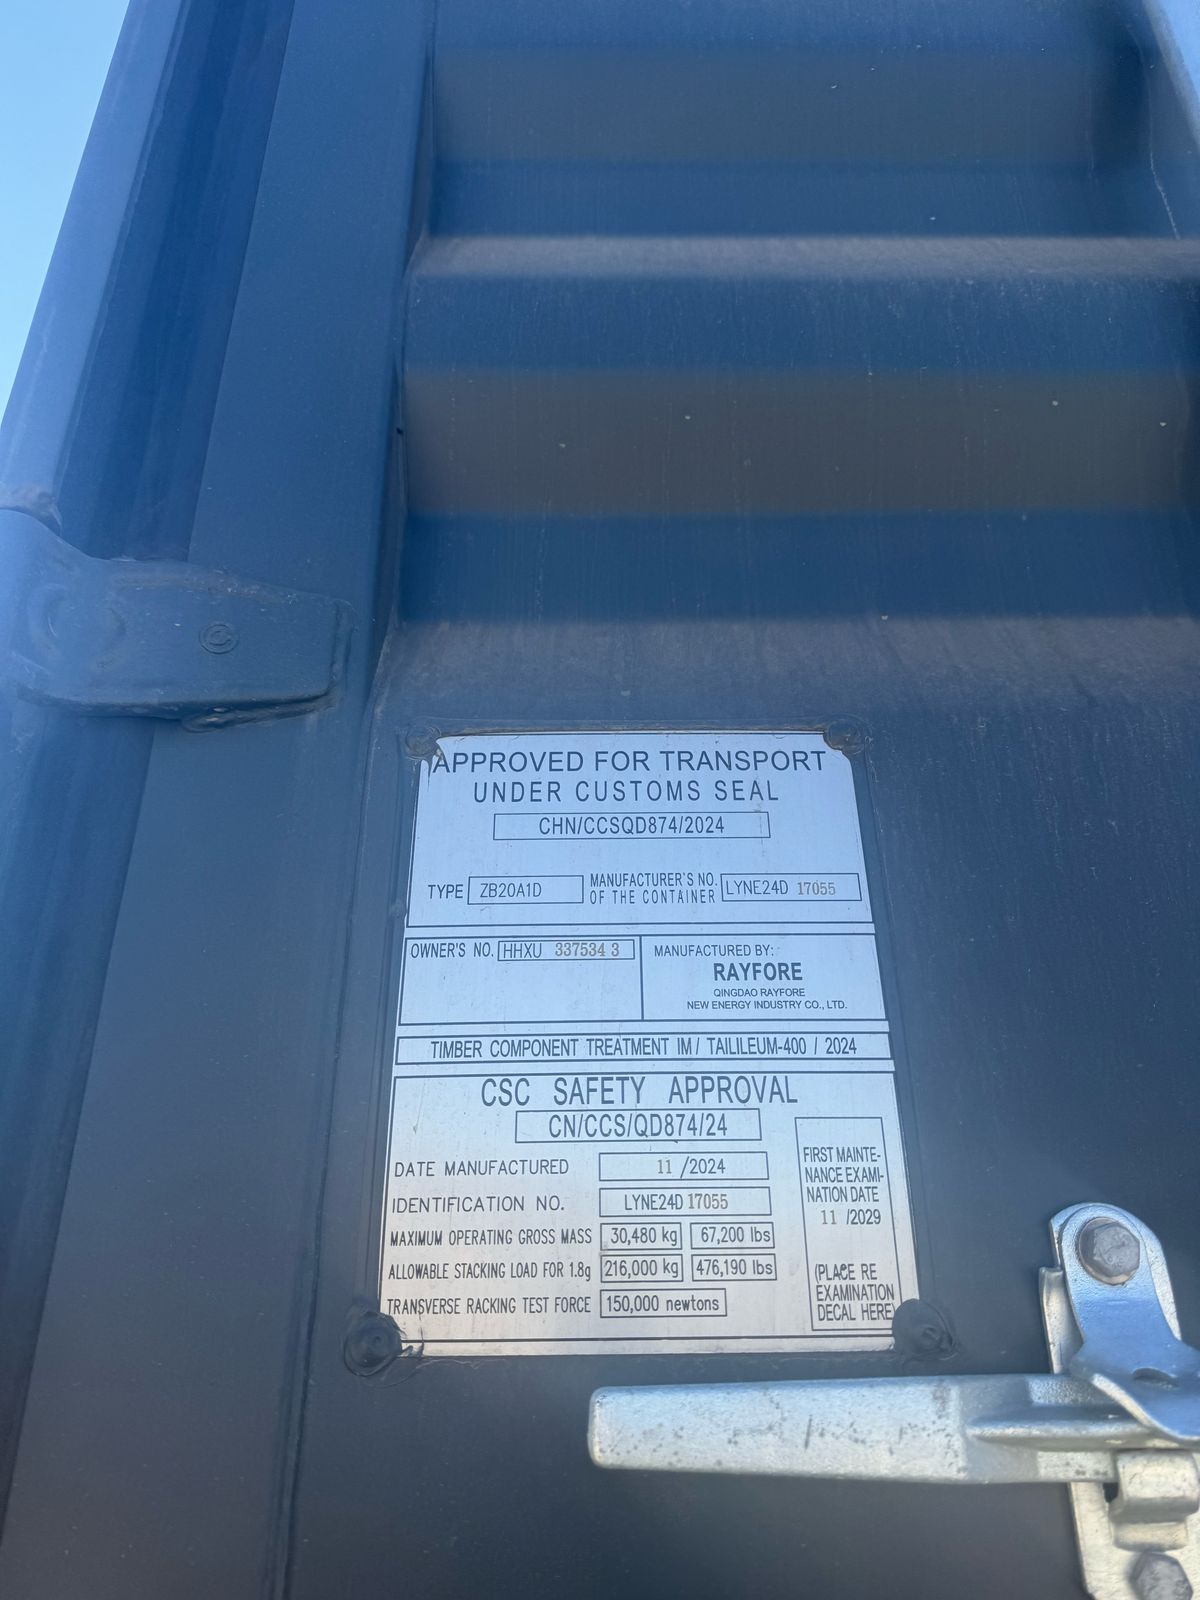 APPROVED FOR TRANSPORT
UNDER CUSTOMS SEAL
CHN/CCSQD874/2024
TYPE ZB20A1D MANUFACTURER'S NO. OF THE CONTAINER LYNE24D 17055
OWNER'S NO. HHXU 337534 3
MANUFACTURED BY:
RAYFORE
QINGDAO RAYFORE
NEW ENERGY INDUSTRY CO., LTD.
TIMBER COMPONENT TREATMENT IM/ TAILILEUM-400 / 2024
CSC SAFETY APPROVAL
CN/CCS/QD874/24
DATE MANUFACTURED 11 /2024
IDENTIFICATION NO. LYNE24D 17055
MAXIMUM OPERATING GROSS MASS 30,480 kg 67,200 lbs
ALLOWABLE STACKING LOAD FOR 1.8g 216,000 kg 476,190 lbs
TRANSVERSE RACKING TEST FORCE 150,000 newtons
FIRST MAINTE-
NANCE EXAMI-
NATION DATE
11 /2029
(PLACE RE
EXAMINATION
DECAL HERE)